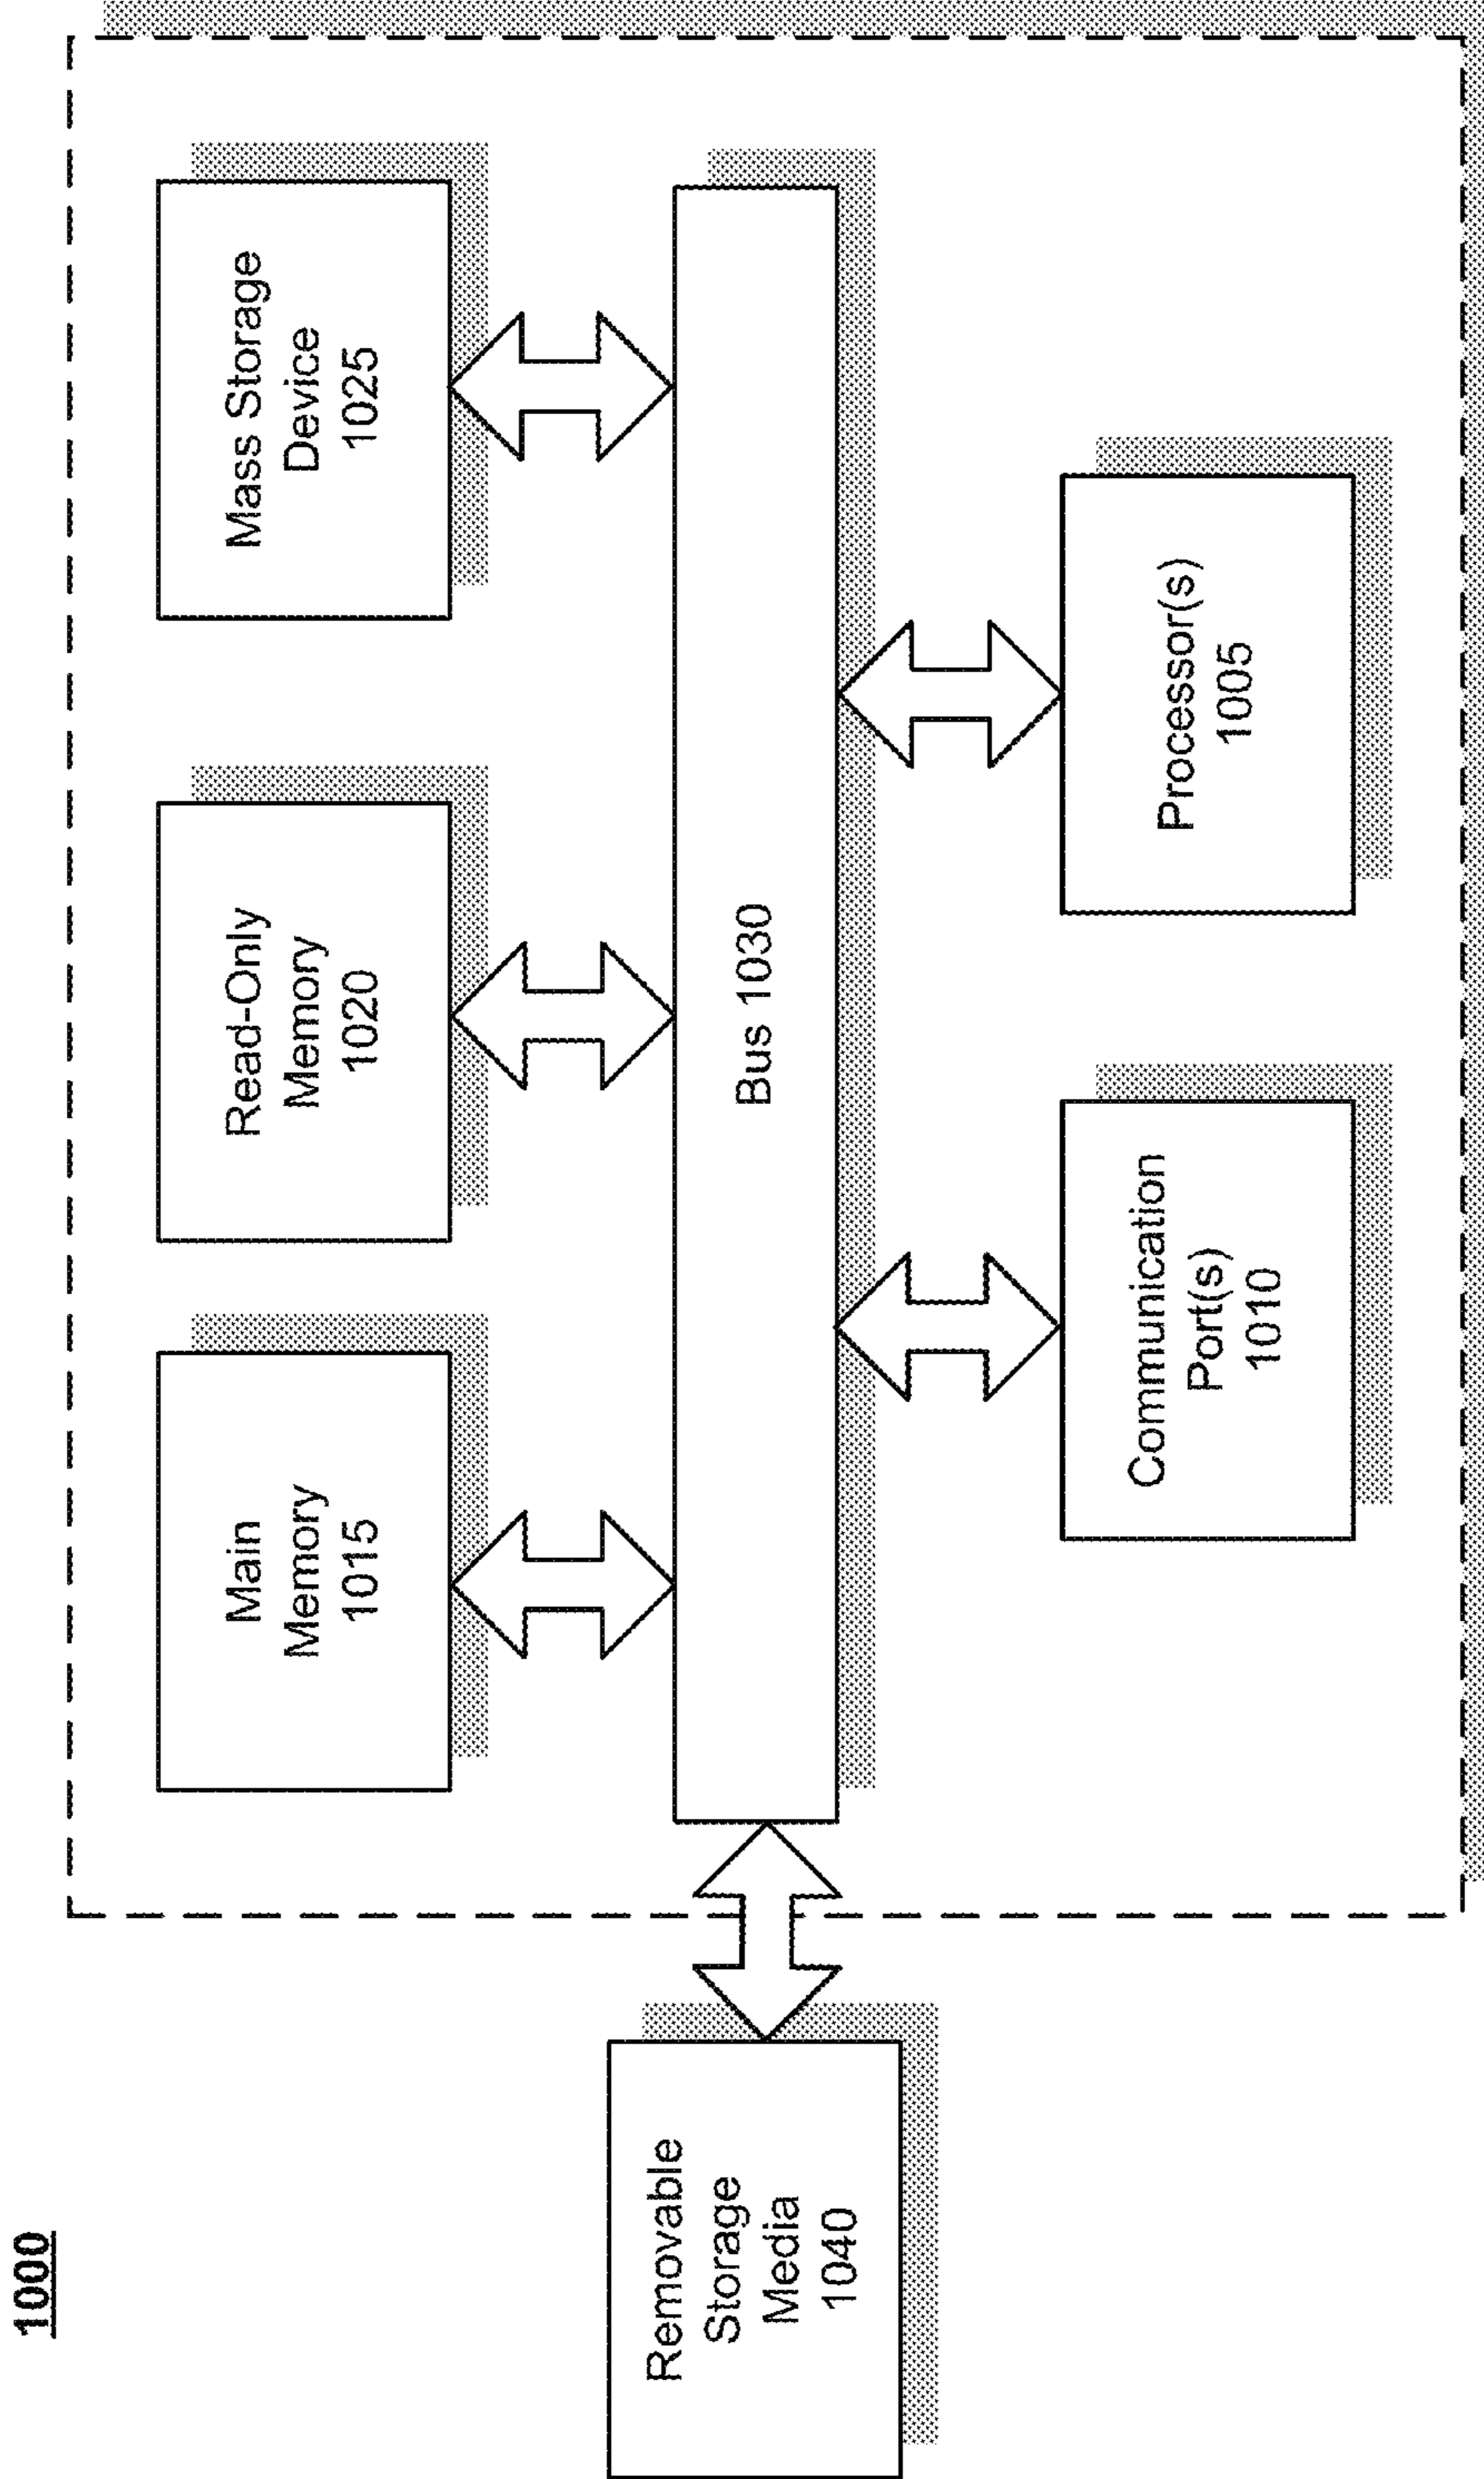 1000
Main
Memory
1015
Read-Only
Memory
1020
Mass Storage
Device
1025
Removable
Storage
Media
1040
Bus 1030
Communication
Port(s)
1010
Processor(s)
1005